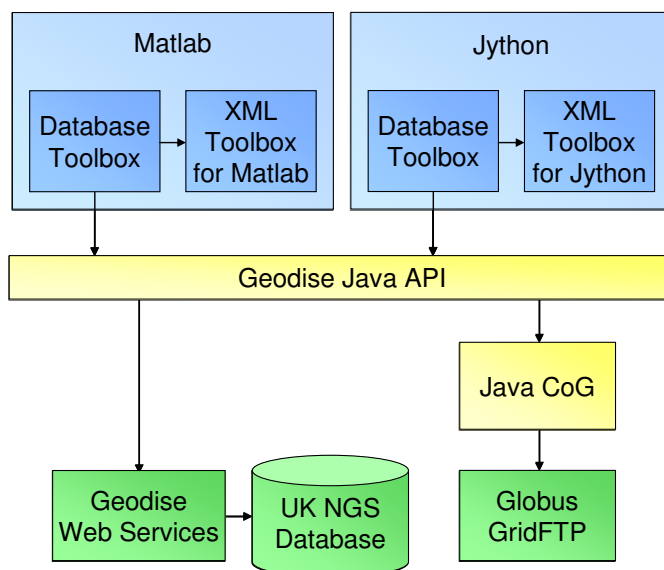 Matlab
Database
Toolbox
XML
Toolbox
for Matlab
Jython
Database
Toolbox
XML
Toolbox
for Jython
Geodise Java API
Java CoG
Geodise
Web Services
UK NGS
Database
Globus
GridFTP